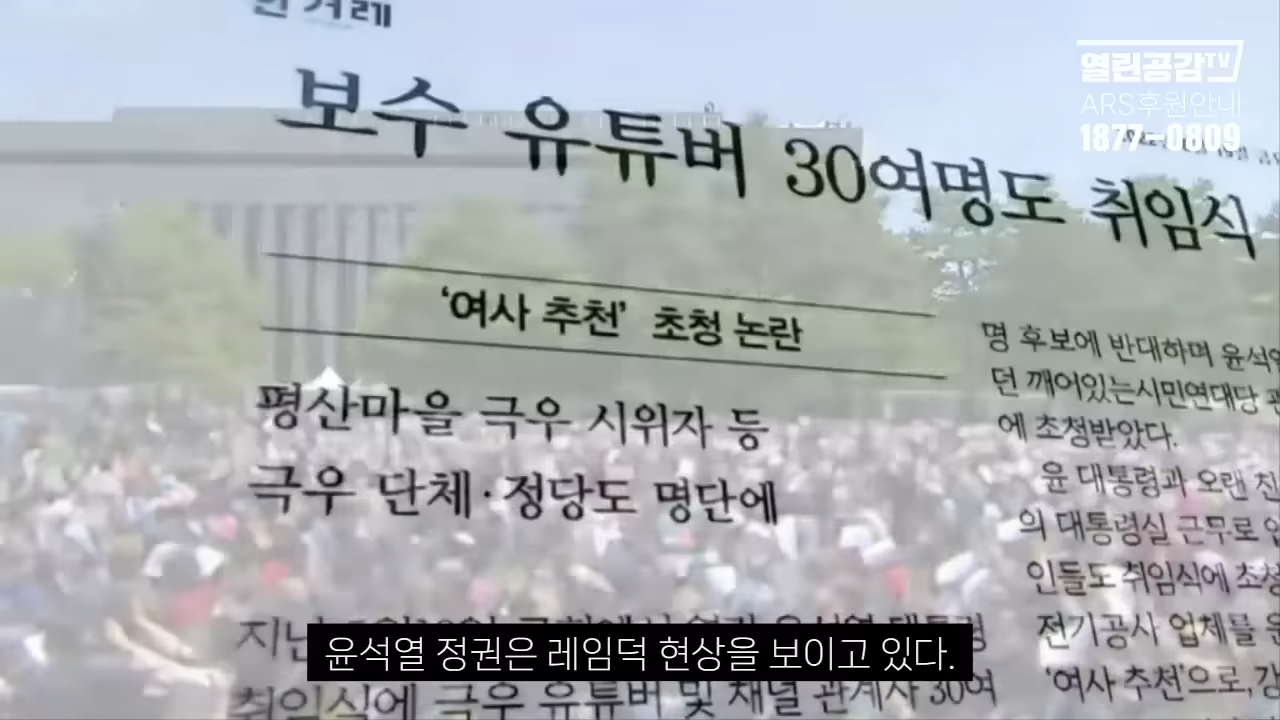 한겨레
열린공감TV
ARS후원안내
1877-0809
보수 유튜버 30여명도 취임식
‘여사 추천’ 초청 논란
평산마을 극우 시위자 등
극우 단체·정당도 명단에
명 후보에 반대하며 윤석열
던 깨어있는시민연대당 관
에 초청받았다.
윤 대통령과 오랜 친
의 대통령실 근무로
인들도 취임식에 초청
전기공사 업체를 운
‘여사 추천’으로, 강
지난
취임식에 극우 유튜버 및 채널 관계자 30여
윤석열 정권은 레임덕 현상을 보이고 있다.